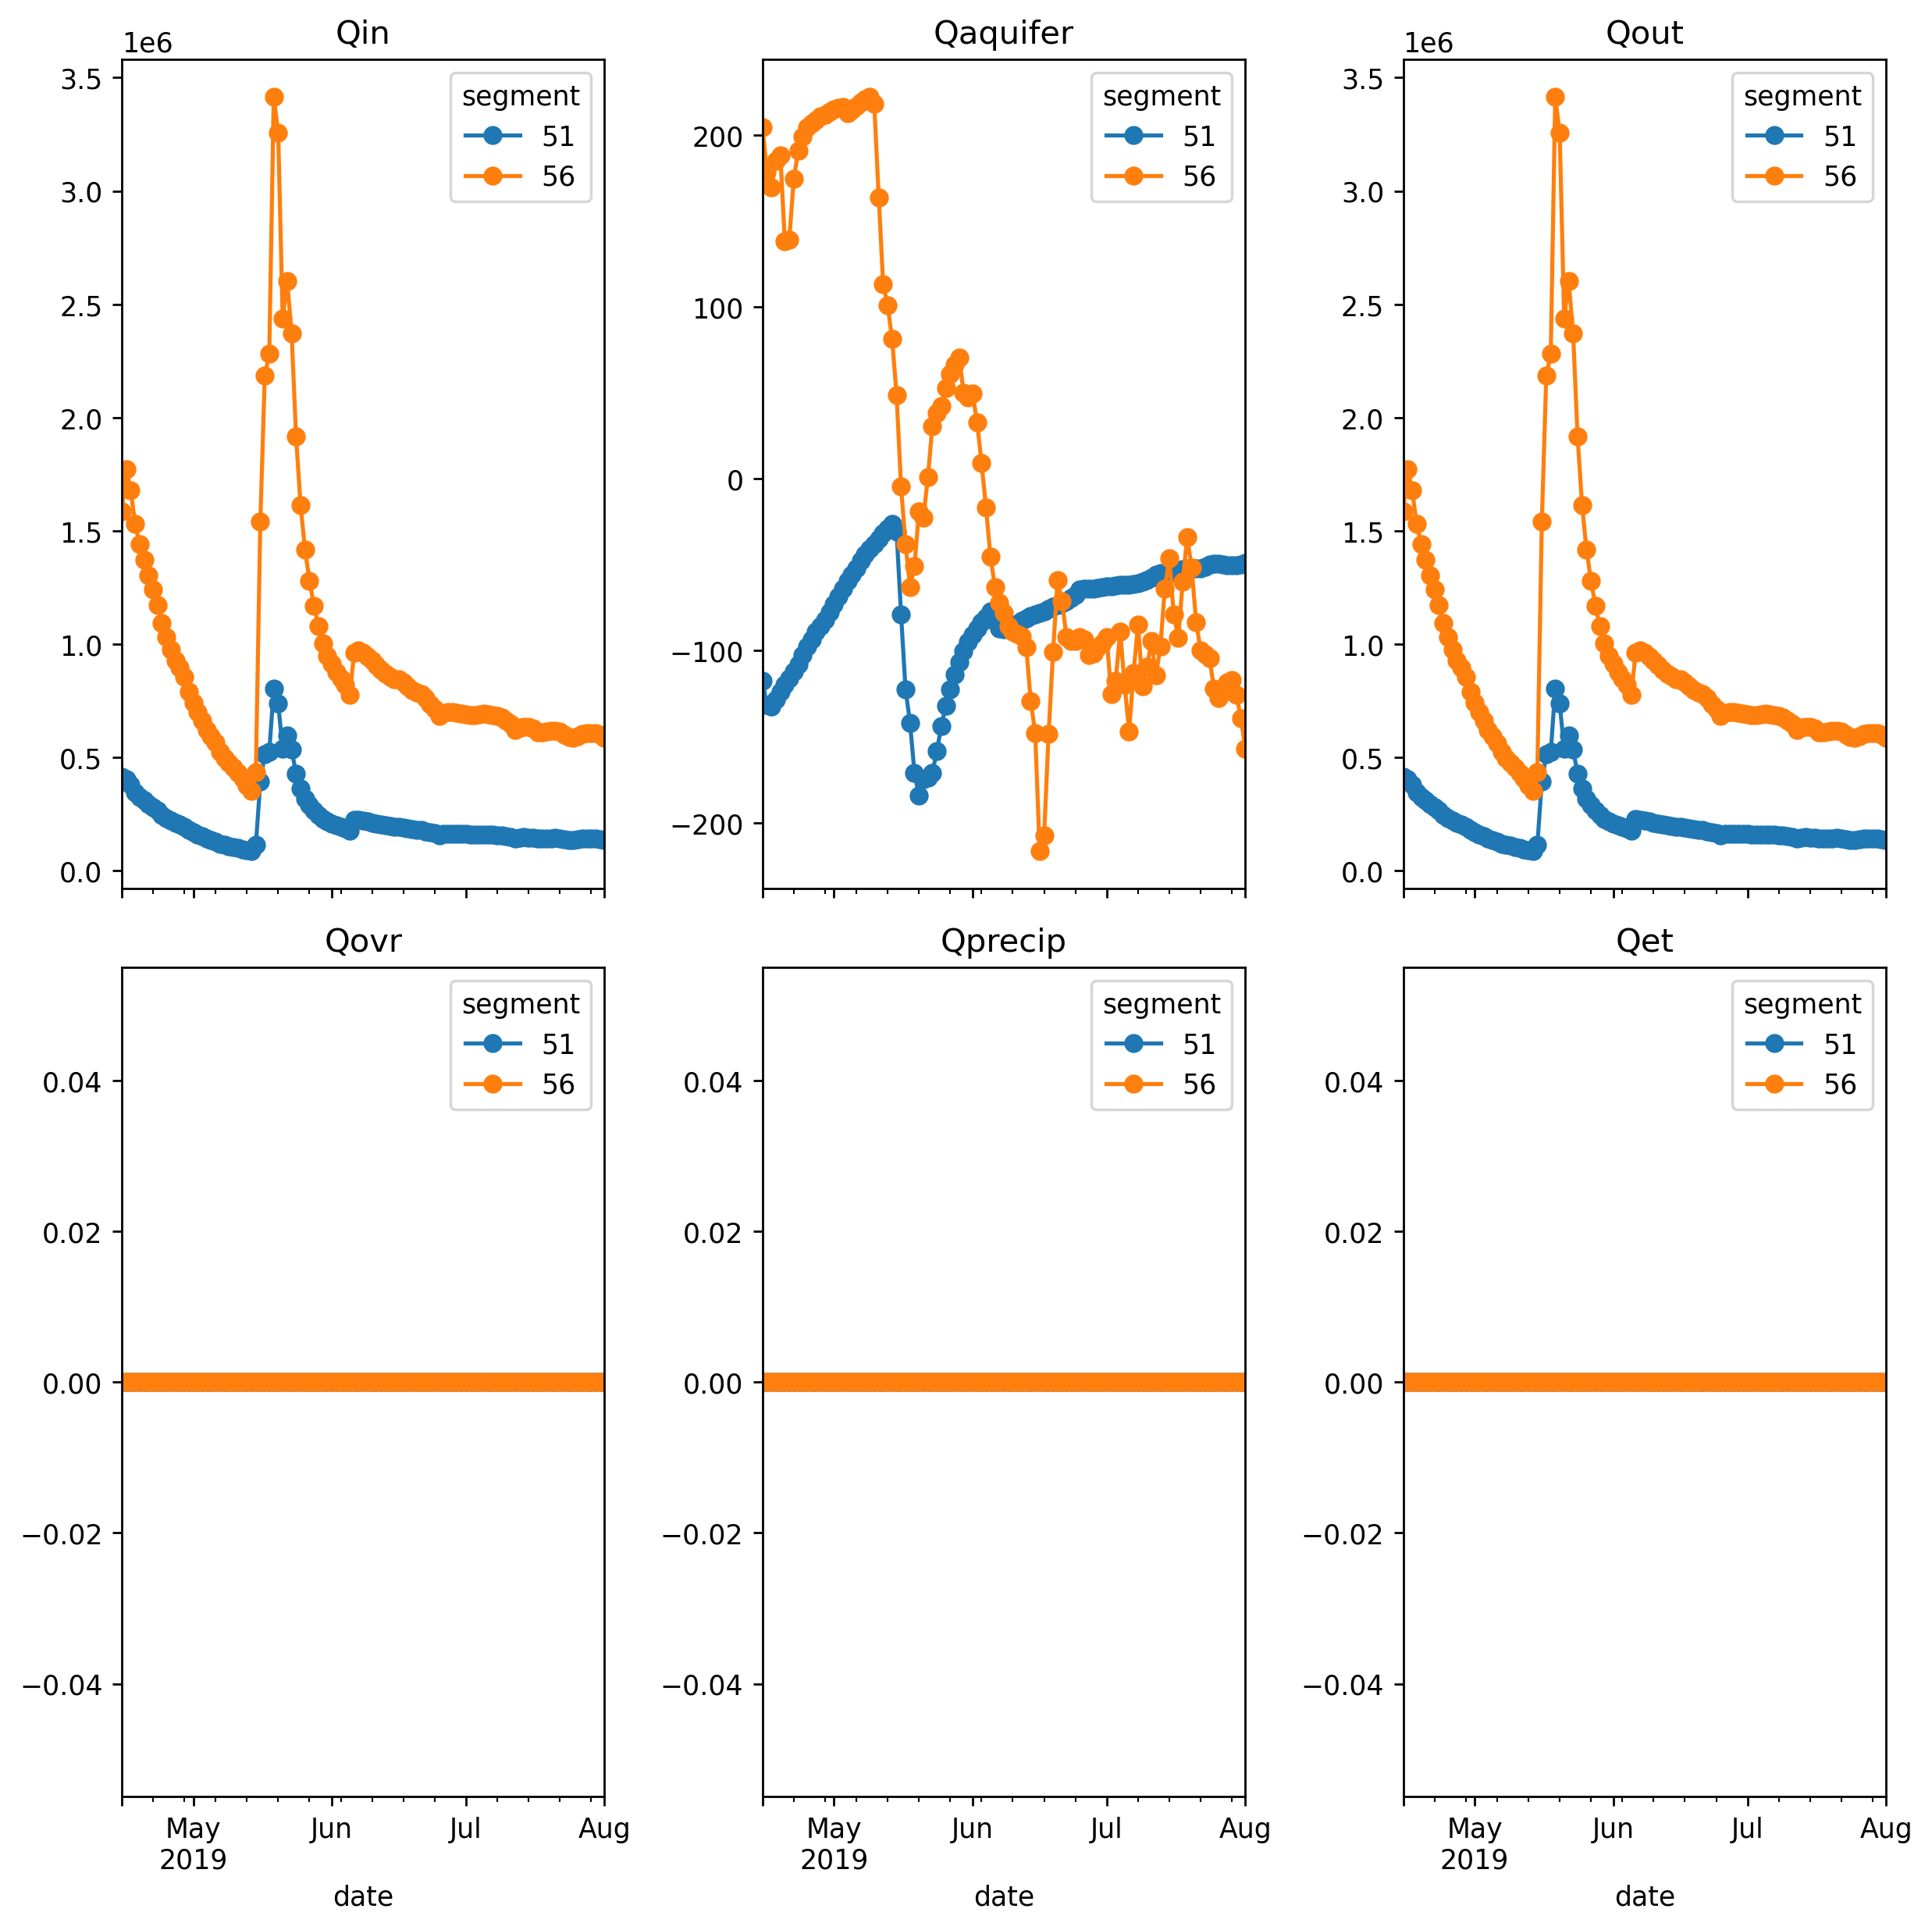 Qin
1e6
3.5
3.0
2.5
2.0
1.5
1.0
0.5
0.0
segment
51
56
Qaquifer
200
100
0
−100
−200
segment
51
56
Qout
1e6
3.5
3.0
2.5
2.0
1.5
1.0
0.5
0.0
segment
51
56
Qovr
0.04
0.02
0.00
−0.02
−0.04
segment
51
56
May
2019
Jun
Jul
Aug
date
Qprecip
0.04
0.02
0.00
−0.02
−0.04
segment
51
56
May
2019
Jun
Jul
Aug
date
Qet
0.04
0.02
0.00
−0.02
−0.04
segment
51
56
May
2019
Jun
Jul
Aug
date